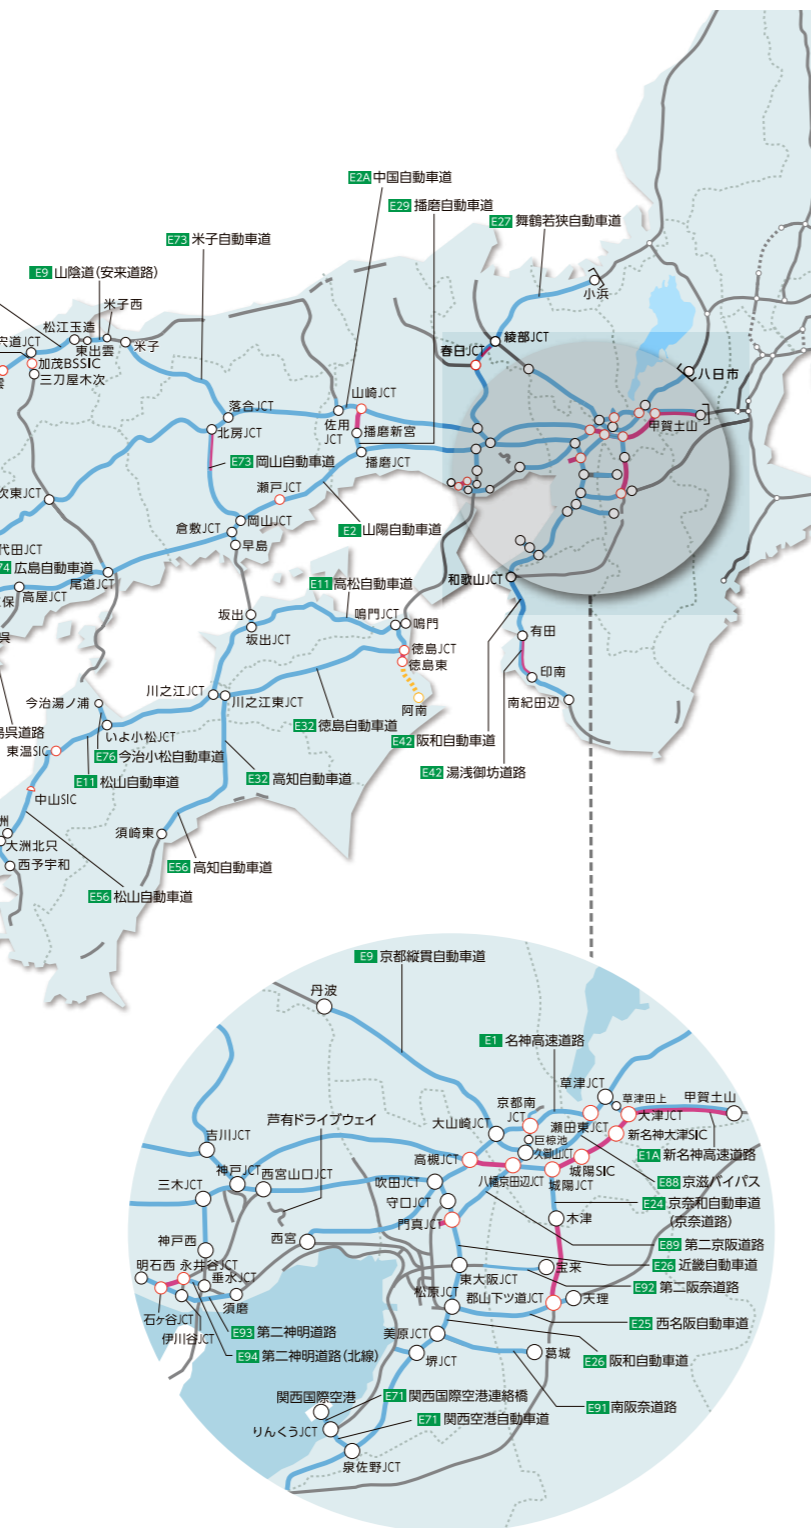 E2A 中国自動車道
E29 播磨自動車道
E27 舞鶴若狭自動車道
E73 米子自動車道
E9 山陰道(安来道路)
米子西
小浜
松江玉造
東出雲
米子
宍道JCT
加茂BSSIC
三刀屋木次
綾部JCT
春日JCT
八日市
落合JCT
山崎JCT
佐用
JCT
播磨新宮
甲賀土山
北房JCT
播磨JCT
E73 岡山自動車道
瀬戸JCT
次東JCT
岡山JCT
倉敷JCT
E2 山陽自動車道
早島
代田JCT
74 広島自動車道
尾道JCT
高屋JCT
和歌山JCT
E11 高松自動車道
坂出
鳴門JCT
鳴門
坂出JCT
有田
徳島JCT
徳島東
印南
川之江JCT
川之江東JCT
今治湯ノ浦
阿南
南紀田辺
E32 徳島自動車道
いよ小松JCT
呉道路
東温SIC
E76 今治小松自動車道
E42 阪和自動車道
E11 松山自動車道
E32 高知自動車道
E42 湯浅御坊道路
中山SIC
洲
須崎東
大洲北只
西予宇和
E56 高知自動車道
E56 松山自動車道
E9 京都縦貫自動車道
丹波
E1 名神高速道路
草津JCT
草津田上
甲賀土山
京都南
JCT
大津JCT
芦有ドライブウェイ
大山崎JCT
瀬田東JCT
新名神大津SIC
吉川JCT
巨椋池
久御山JCT
E1A 新名神高速道路
高槻JCT
城陽SIC
神戸JCT
西宮山口JCT
吹田JCT
八幡京田辺JCT
城陽JCT
E88 京滋バイパス
三木JCT
守口JCT
E24 京奈和自動車道
(京奈道路)
門真JCT
木津
神戸西
西宮
E89 第二京阪道路
明石西
永井谷JCT
垂水JCT
宝来
E26 近畿自動車道
東大阪JCT
E92 第二阪奈道路
松原JCT
郡山下ツ道JCT
天理
石ヶ谷JCT
須磨
伊川谷JCT
E93 第二神明道路
E25 西名阪自動車道
美原JCT
E94 第二神明道路(北線)
堺JCT
葛城
E26 阪和自動車道
関西国際空港
E71 関西国際空港連絡橋
E91 南阪奈道路
りんくうJCT
E71 関西空港自動車道
泉佐野JCT